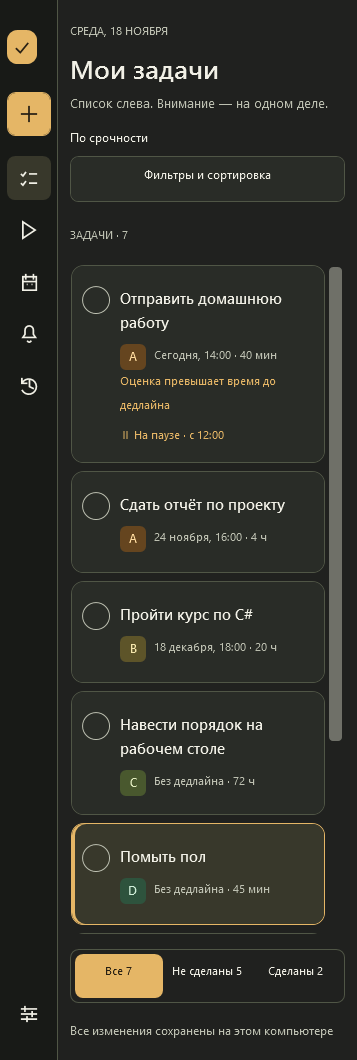 СРЕДА, 18 НОЯБРЯ
Мои задачи
Список слева. Внимание — на одном деле.
По срочности
Фильтры и сортировка
ЗАДАЧИ · 7
Отправить домашнюю
работу
A Сегодня, 14:00 · 40 мин
Оценка превышает время до
дедлайна
На паузе · с 12:00
Сдать отчёт по проекту
A 24 ноября, 16:00 · 4 ч
Пройти курс по C#
B 18 декабря, 18:00 · 20 ч
Навести порядок на
рабочем столе
C Без дедлайна · 72 ч
Помыть пол
D Без дедлайна · 45 мин
Все 7 Не сделаны 5 Сделаны 2
Все изменения сохранены на этом компьютере